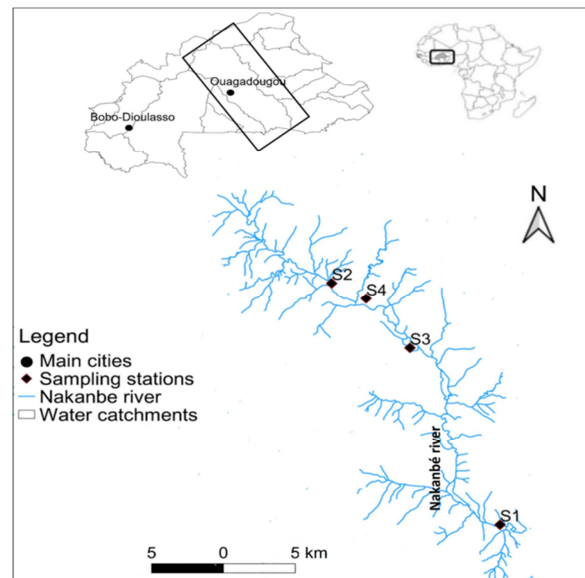 Ouagadougou
Bobo-Dioulasso
N
S2
S4
S3
Legend
Main cities
Sampling stations
Nakanbe river
Water catchments
Nakanbé river
S1
5 0 5 km